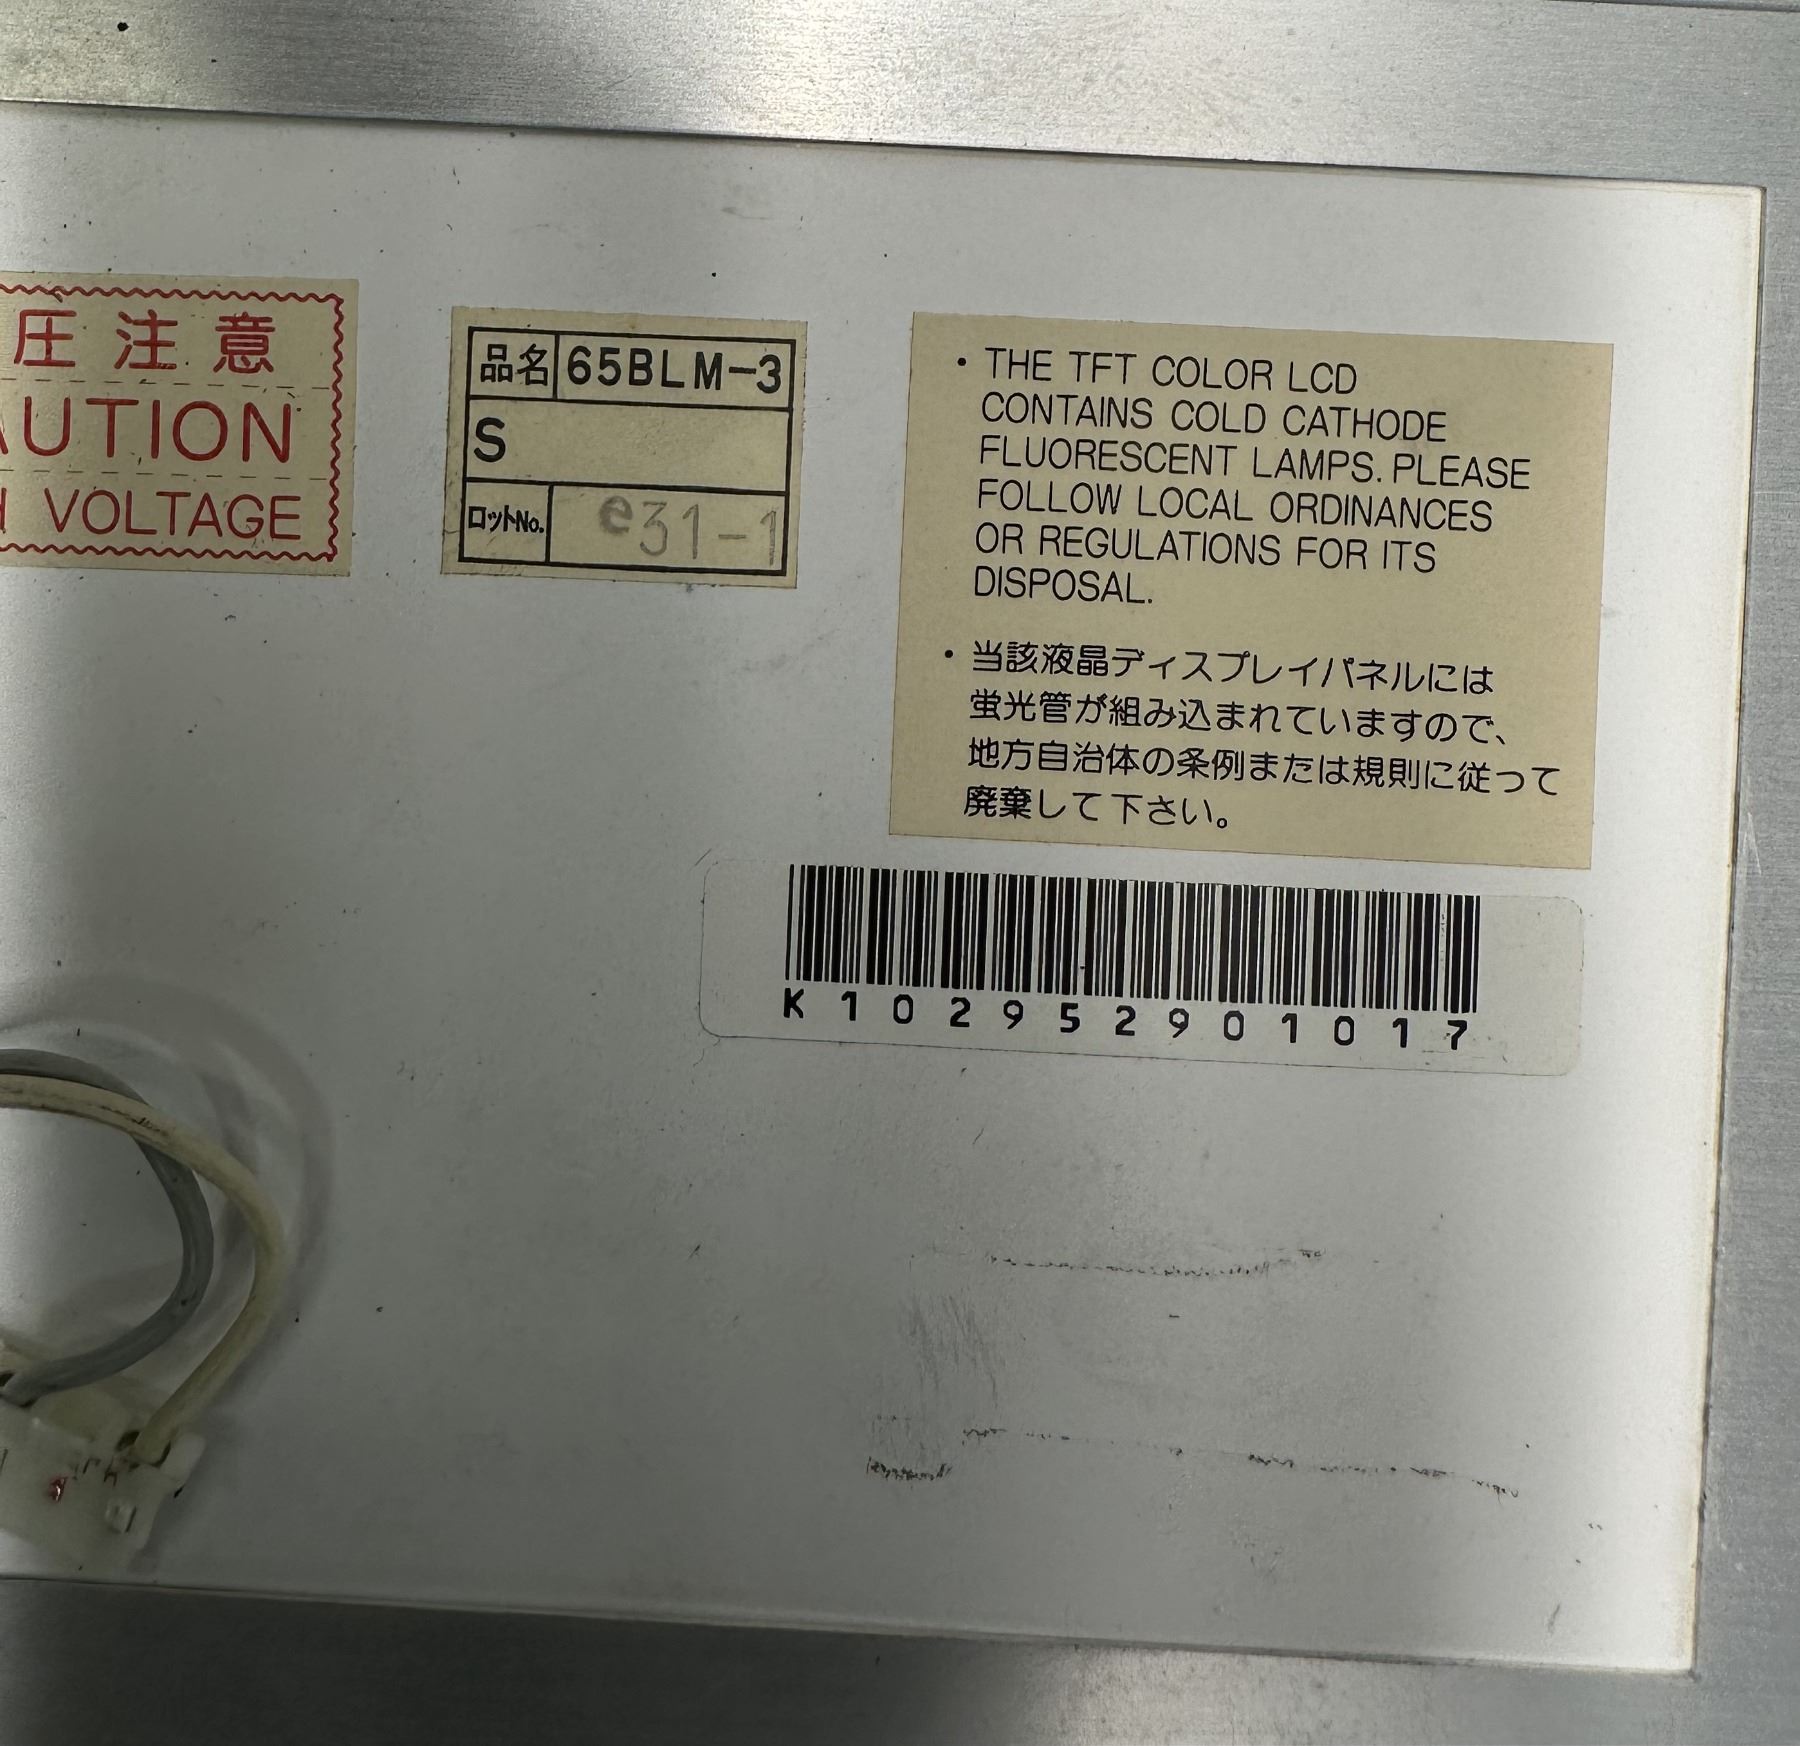 圧注意
AUTION
H VOLTAGE
品名 65BLM-3
S
ロットNo. e31-1
・THE TFT COLOR LCD
CONTAINS COLD CATHODE
FLUORESCENT LAMPS. PLEASE
FOLLOW LOCAL ORDINANCES
OR REGULATIONS FOR ITS
DISPOSAL.
・当該液晶ディスプレイパネルには
蛍光管が組み込まれていますので、
地方自治体の条例または規則に従って
廃棄して下さい。
K102952901017